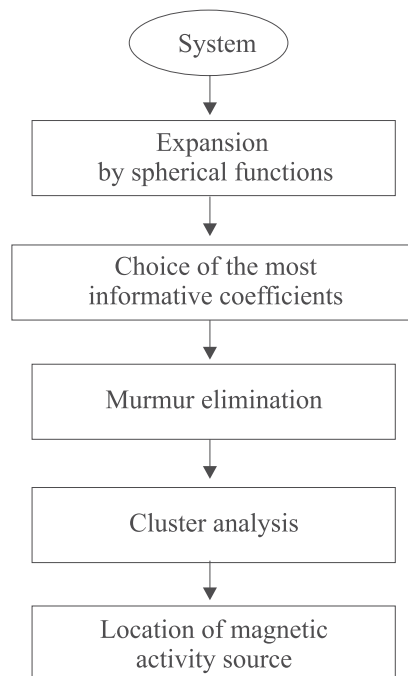 System
Expansion
by spherical functions
Choice of the most
informative coefficients
Murmur elimination
Cluster analysis
Location of magnetic
activity source